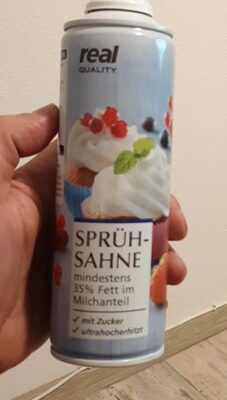 real
QUALITY
SPRÜH-
SAHNE
mindestens
35% Fett im
Milchanteil
✓ mit Zucker
✓ ultrahocherhitzt